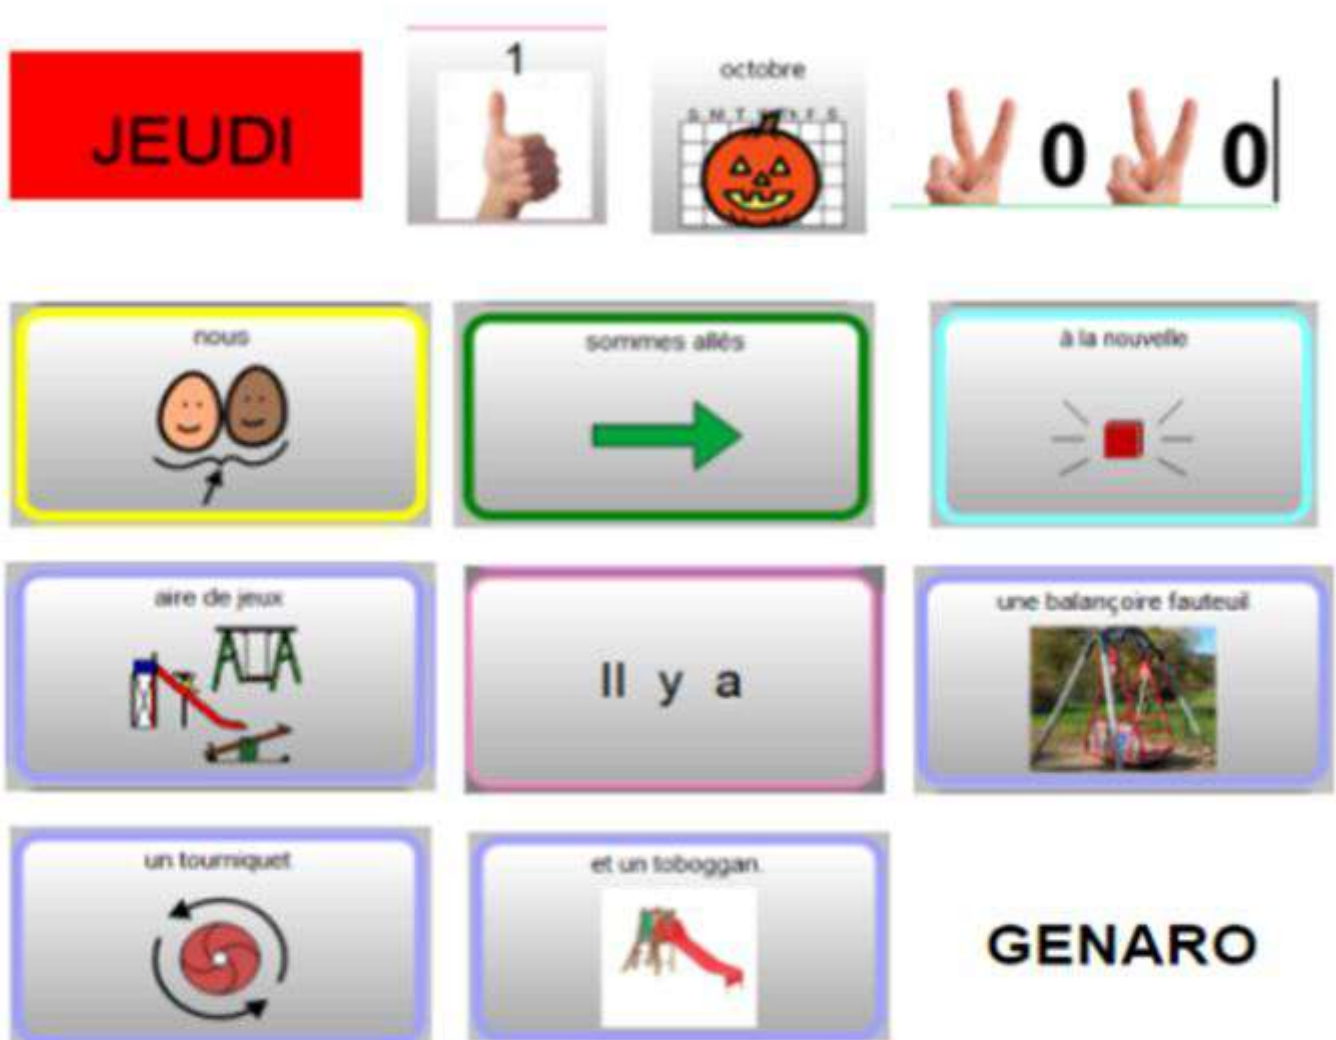 JEUDI 1 octobre 0 0
S M T W Th F S
nous sommes allés à la nouvelle
aire de jeux Il y a une balançoire fauteuil
un tourniquet et un toboggan.
GENARO